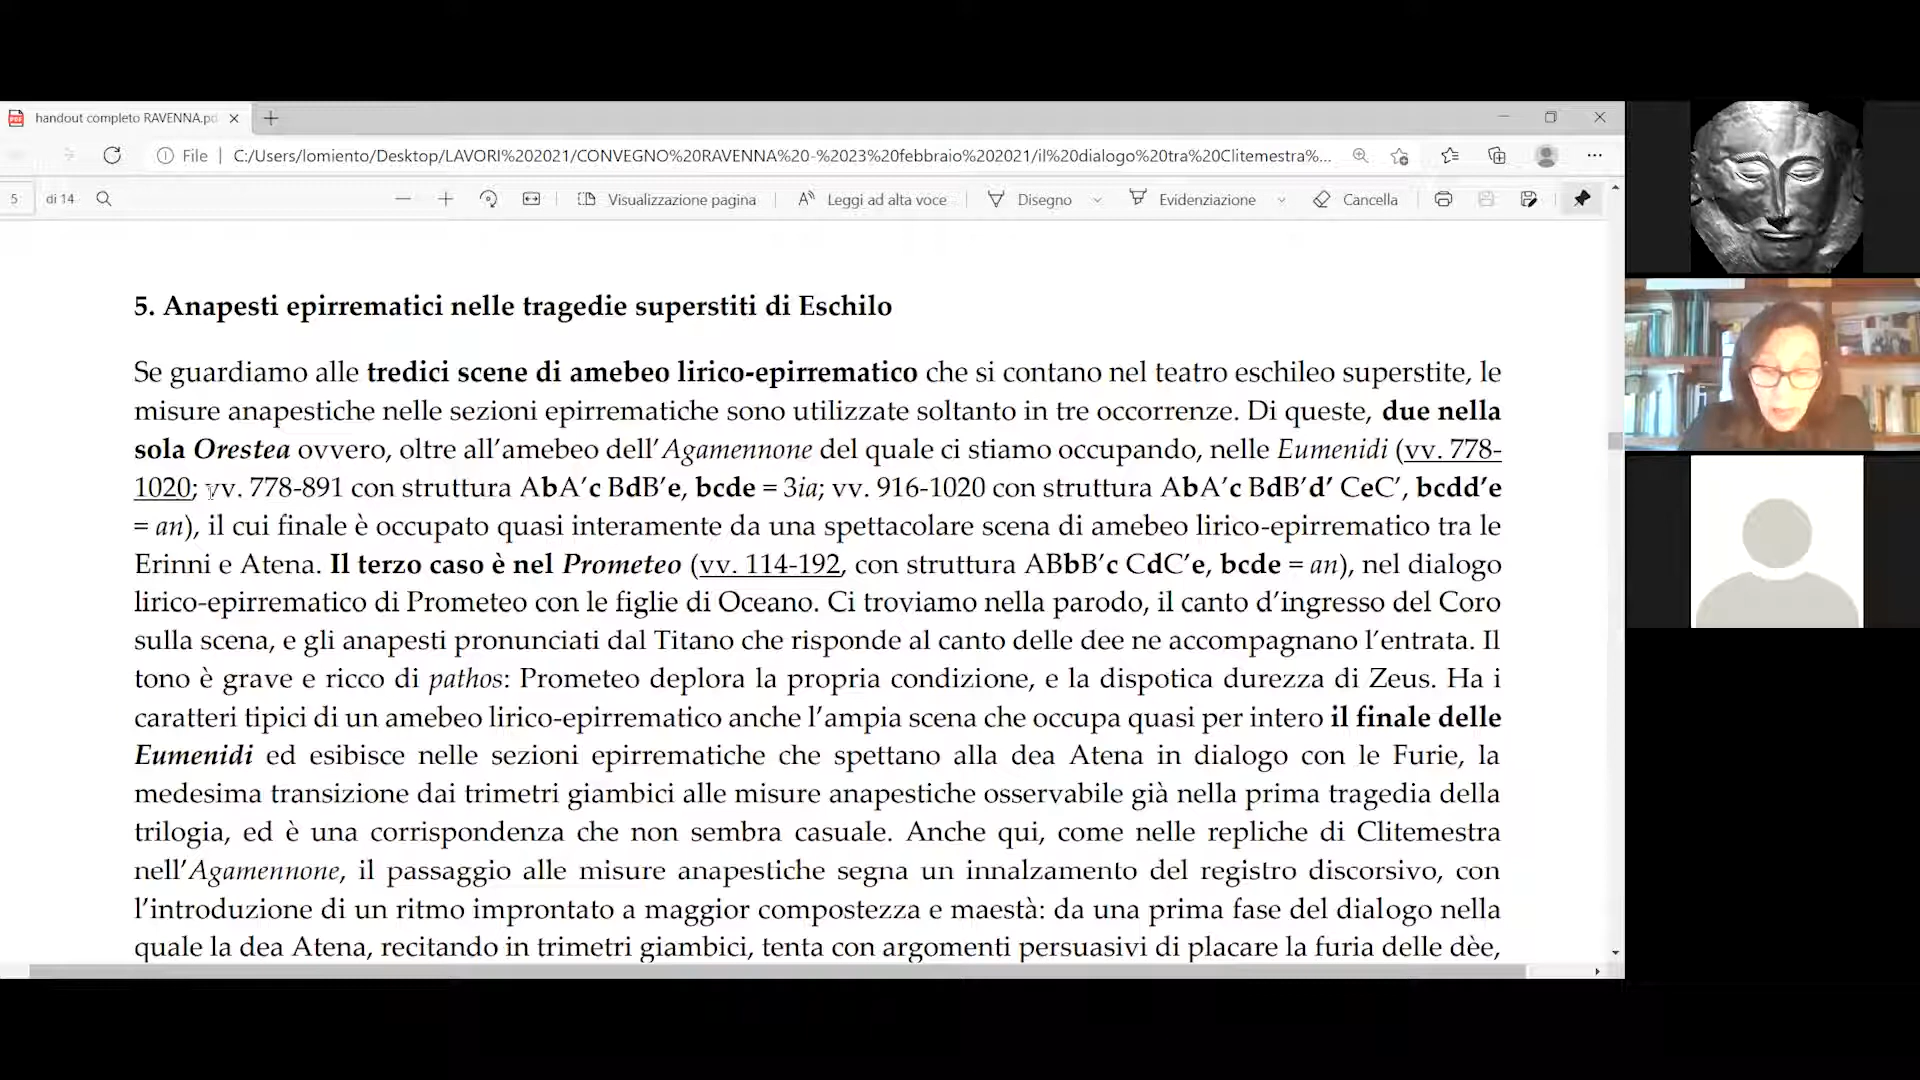 handout completo RAVENNA.pd
File
C:/Users/lomiento/Desktop/LAVORI%202021/CONVEGNO%20RAVENNA%20-%2023%20febbraio%202021/il%20dialogo%20tra%20Clitemestra%...
5 di 14
Visualizzazione pagina
Leggi ad alta voce
Disegno
Evidenziazione
Cancella
5. Anapesti epirrematici nelle tragedie superstiti di Eschilo
Se guardiamo alle tredici scene di amebeo lirico-epirrematico che si contano nel teatro eschileo superstite, le
misure anapestiche nelle sezioni epirrematiche sono utilizzate soltanto in tre occorrenze. Di queste, due nella
sola Orestea ovvero, oltre all’amebeo dell’Agamennone del quale ci stiamo occupando, nelle Eumenidi (vv. 778-
1020; vv. 778-891 con struttura AbA’c BdB’e, bcde = 3ia; vv. 916-1020 con struttura AbA’c BdB’d’ CeC’, bcdd’e
= an), il cui finale è occupato quasi interamente da una spettacolare scena di amebeo lirico-epirrematico tra le
Erinni e Atena. Il terzo caso è nel Prometeo (vv. 114-192, con struttura ABbB’c CdC’e, bcde = an), nel dialogo
lirico-epirrematico di Prometeo con le figlie di Oceano. Ci troviamo nella parodo, il canto d’ingresso del Coro
sulla scena, e gli anapesti pronunciati dal Titano che risponde al canto delle dee ne accompagnano l’entrata. Il
tono è grave e ricco di pathos: Prometeo deplora la propria condizione, e la dispotica durezza di Zeus. Ha i
caratteri tipici di un amebeo lirico-epirrematico anche l’ampia scena che occupa quasi per intero il finale delle
Eumenidi ed esibisce nelle sezioni epirrematiche che spettano alla dea Atena in dialogo con le Furie, la
medesima transizione dai trimetri giambici alle misure anapestiche osservabile già nella prima tragedia della
trilogia, ed è una corrispondenza che non sembra casuale. Anche qui, come nelle repliche di Clitemestra
nell’Agamennone, il passaggio alle misure anapestiche segna un innalzamento del registro discorsivo, con
l’introduzione di un ritmo improntato a maggior compostezza e maestà: da una prima fase del dialogo nella
quale la dea Atena, recitando in trimetri giambici, tenta con argomenti persuasivi di placare la furia delle dèe,